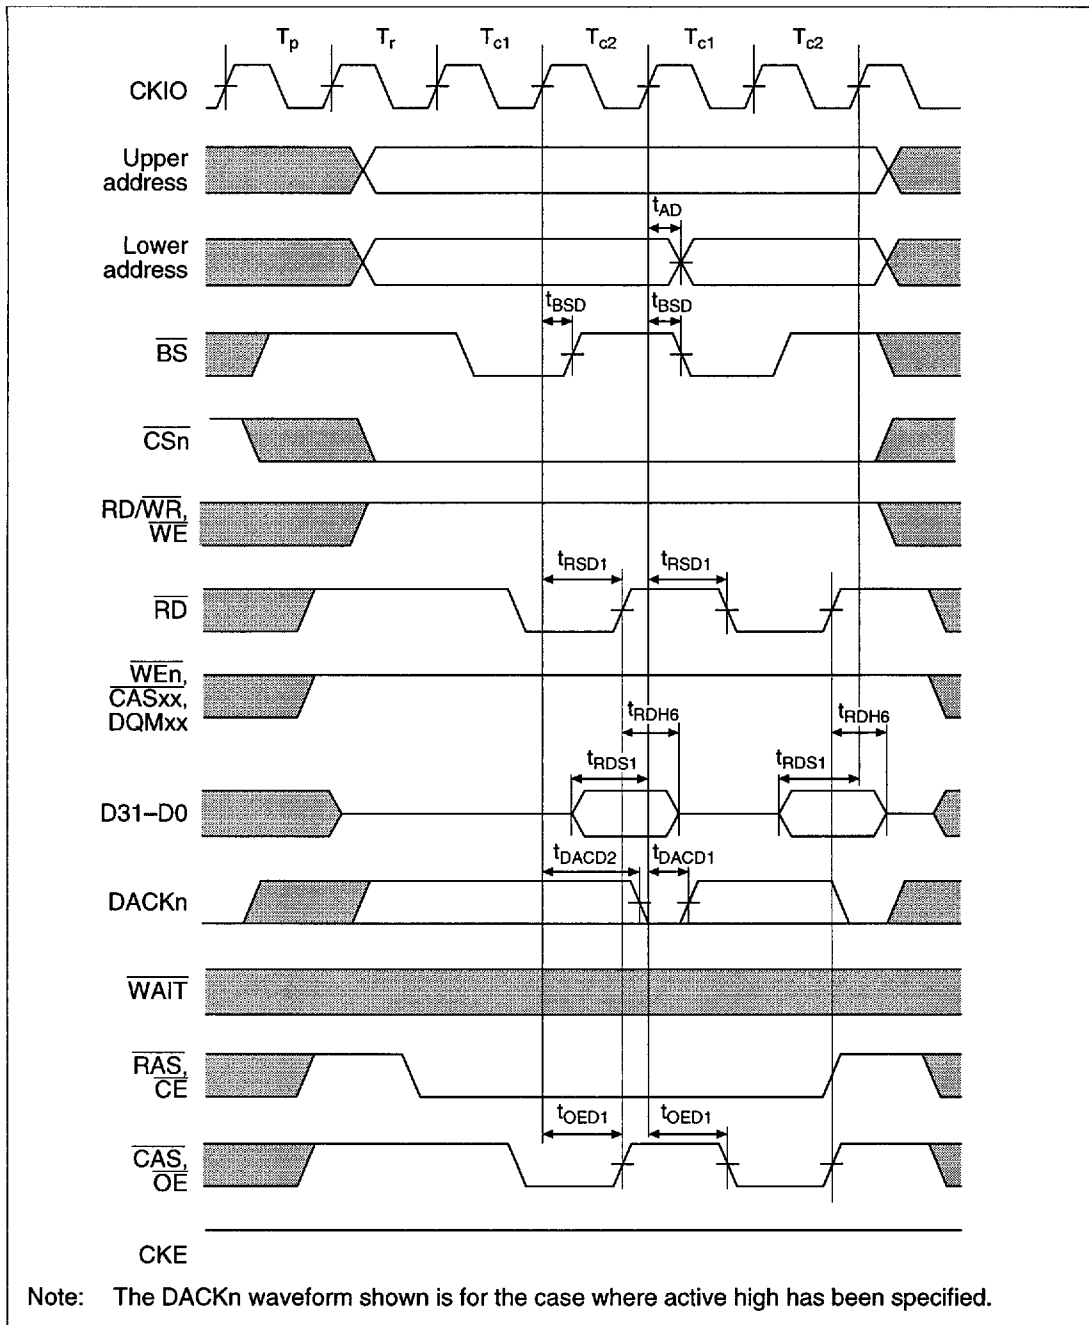 Tp Tr Tc1 Tc2 Tc1 Tc2
CKIO
Upper
address
tAD
Lower
address
tBSD tBSD
BS
CSn
RD/WR,
WE
tRSD1 tRSD1
RD
WEn,
CASxx,
DQMxx
tRDH6 tRDH6
tRDS1 tRDS1
D31–D0
tDACD2 tDACD1
DACKn
WAIT
RAS,
CE
tOED1 tOED1
CAS,
OE
CKE
Note: The DACKn waveform shown is for the case where active high has been specified.